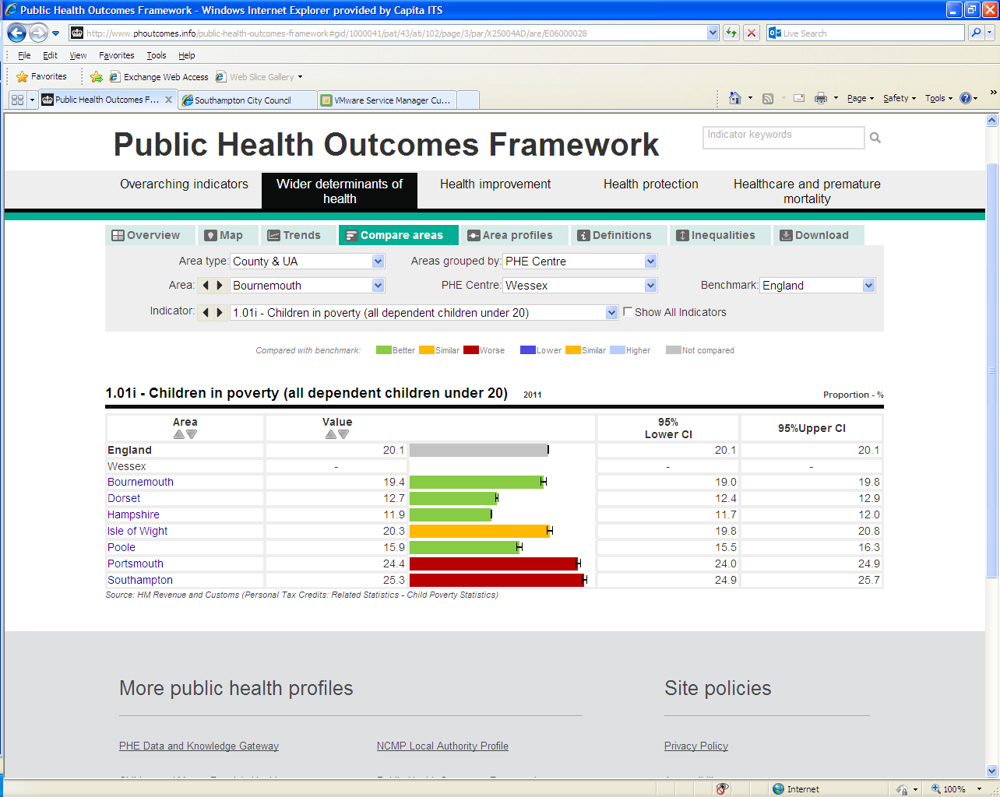 Public Health Outcomes Framework - Windows Internet Explorer provided by Capita ITS
http://www.phoutcomes.info/public-health-outcomes-framework#gid/1000041/pat/43/ati/102/page/3/par/X25004AD/are/E06000028 Live Search
File Edit View Favorites Tools Help
Favorites Exchange Web Access Web Slice Gallery
Public Health Outcomes F... Southampton City Council VMware Service Manager Cu... Page Safety Tools »
Public Health Outcomes Framework
Indicator keywords
Overarching indicators Wider determinants of health Health improvement Health protection Healthcare and premature mortality
Overview Map Trends Compare areas Area profiles Definitions Inequalities Download
Area type: County & UA Areas grouped by: PHE Centre
Area: Bournemouth PHE Centre: Wessex Benchmark: England
Indicator: 1.01i - Children in poverty (all dependent children under 20) Show All Indicators
Compared with benchmark: Better Similar Worse Lower Similar Higher Not compared
1.01i - Children in poverty (all dependent children under 20) 2011 Proportion - %
Area Value 95% Lower CI 95%Upper CI
England 20.1 20.1 20.1
Wessex - - -
Bournemouth 19.4 19.0 19.8
Dorset 12.7 12.4 12.9
Hampshire 11.9 11.7 12.0
Isle of Wight 20.3 19.8 20.8
Poole 15.9 15.5 16.3
Portsmouth 24.4 24.0 24.9
Southampton 25.3 24.9 25.7
Source: HM Revenue and Customs (Personal Tax Credits: Related Statistics - Child Poverty Statistics)
More public health profiles Site policies
PHE Data and Knowledge Gateway NCMP Local Authority Profile Privacy Policy
Internet 100%